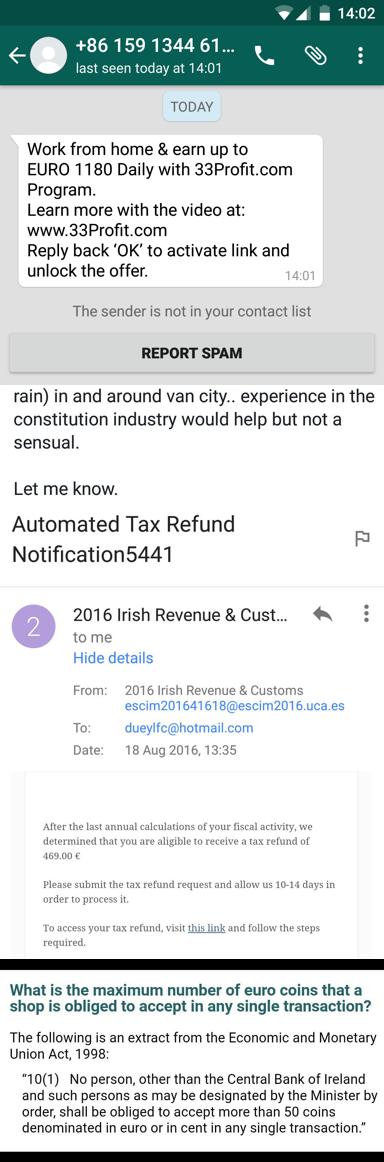 14:02
+86 159 1344 61...
last seen today at 14:01
TODAY
Work from home & earn up to
EURO 1180 Daily with 33Profit.com
Program.
Learn more with the video at:
www.33Profit.com
Reply back ‘OK’ to activate link and
unlock the offer.
14:01
The sender is not in your contact list
REPORT SPAM
rain) in and around van city.. experience in the
constitution industry would help but not a
sensual.
Let me know.
Automated Tax Refund
Notification5441
2
2016 Irish Revenue & Cust...
to me
Hide details
From: 2016 Irish Revenue & Customs
escim201641618@escim2016.uca.es
To: dueylfc@hotmail.com
Date: 18 Aug 2016, 13:35
After the last annual calculations of your fiscal activity, we
determined that you are aligible to receive a tax refund of
469.00 €
Please submit the tax refund request and allow us 10-14 days in
order to process it.
To access your tax refund, visit this link and follow the steps
required.
What is the maximum number of euro coins that a
shop is obliged to accept in any single transaction?
The following is an extract from the Economic and Monetary
Union Act, 1998:
“10(1) No person, other than the Central Bank of Ireland
and such persons as may be designated by the Minister by
order, shall be obliged to accept more than 50 coins
denominated in euro or in cent in any single transaction.”